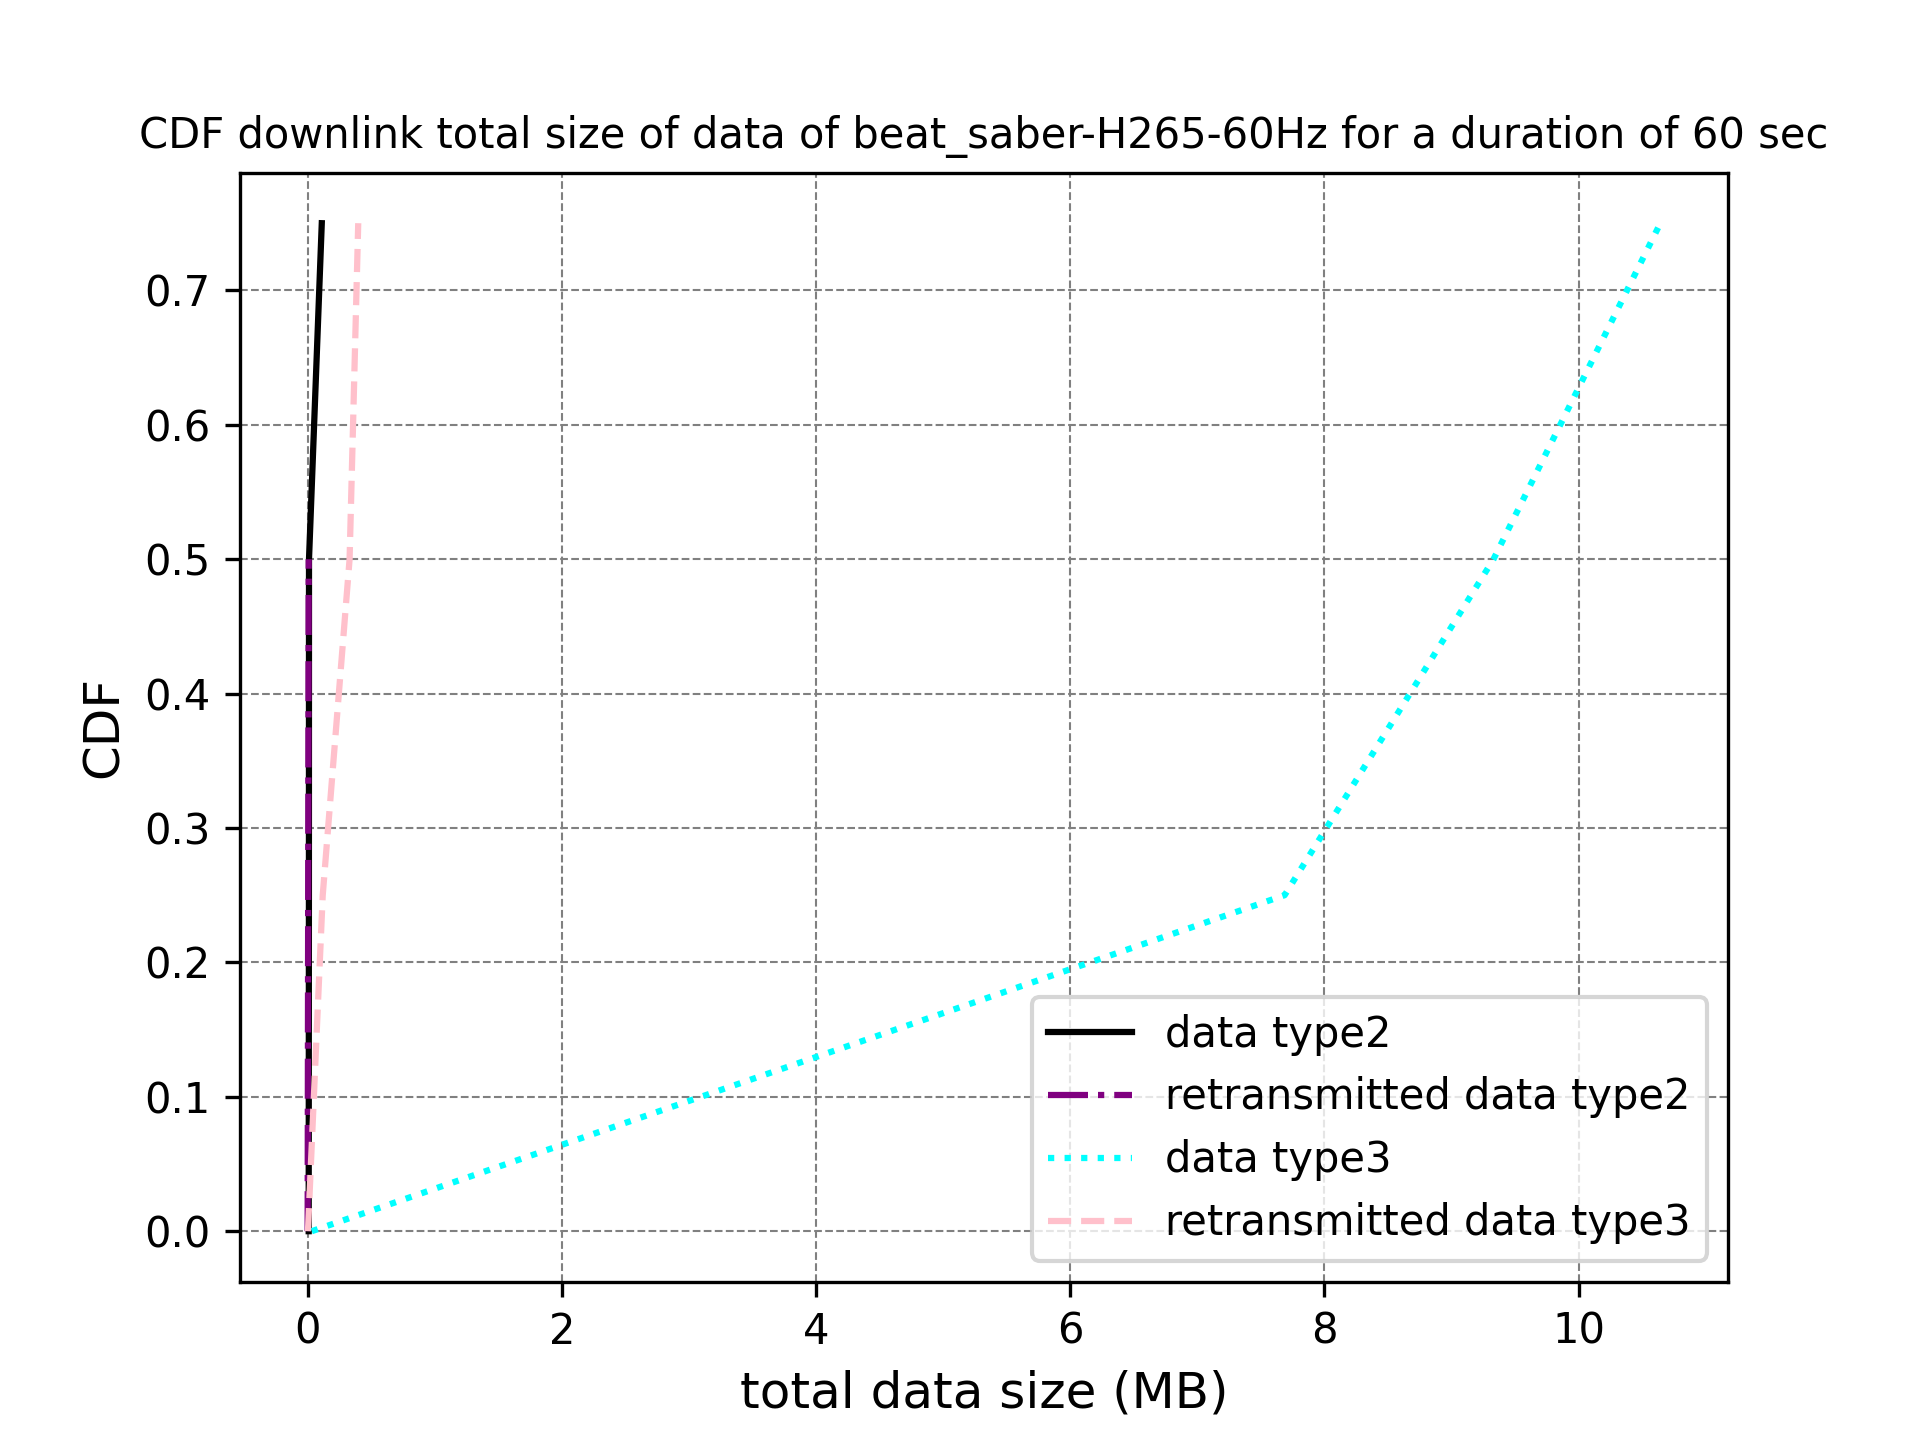 CDF downlink total size of data of beat_saber-H265-60Hz for a duration of 60 sec
0.7
0.6
0.5
0.4
0.3
0.2
0.1
0.0
CDF
data type2
retransmitted data type2
data type3
retransmitted data type3
0 2 4 6 8 10
total data size (MB)